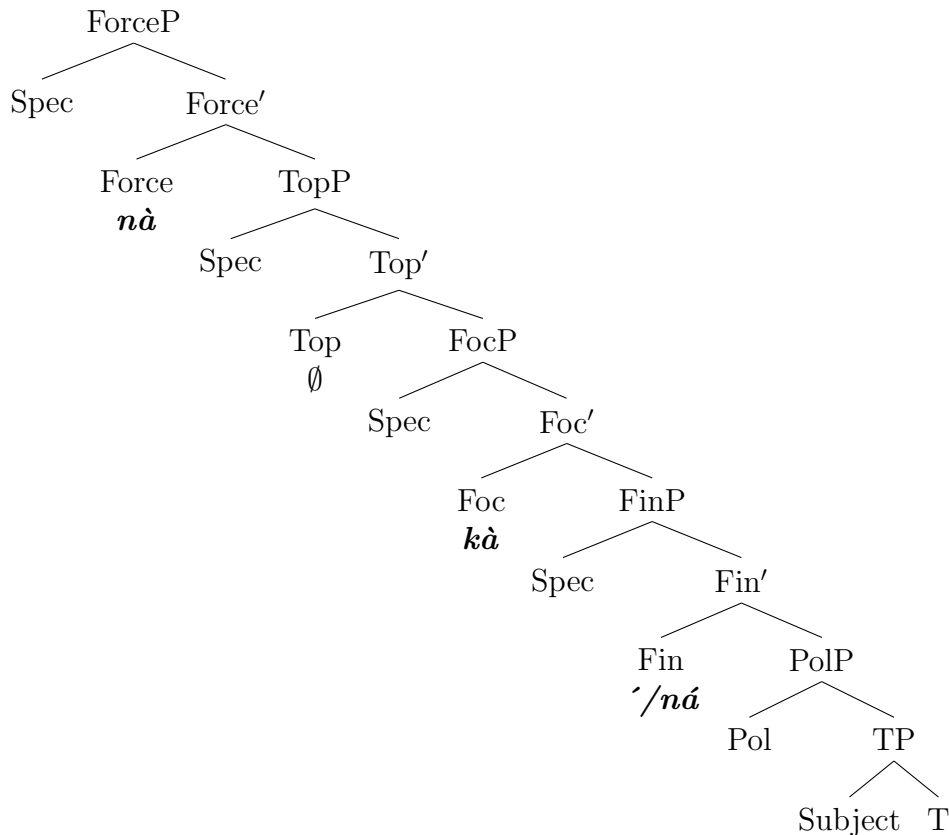 ForceP
Spec Force′
Force TopP
nà
Spec Top′
Top FocP
∅
Spec Foc′
Foc FinP
kà
Spec Fin′
Fin PolP
´/ná
Pol TP
Subject T